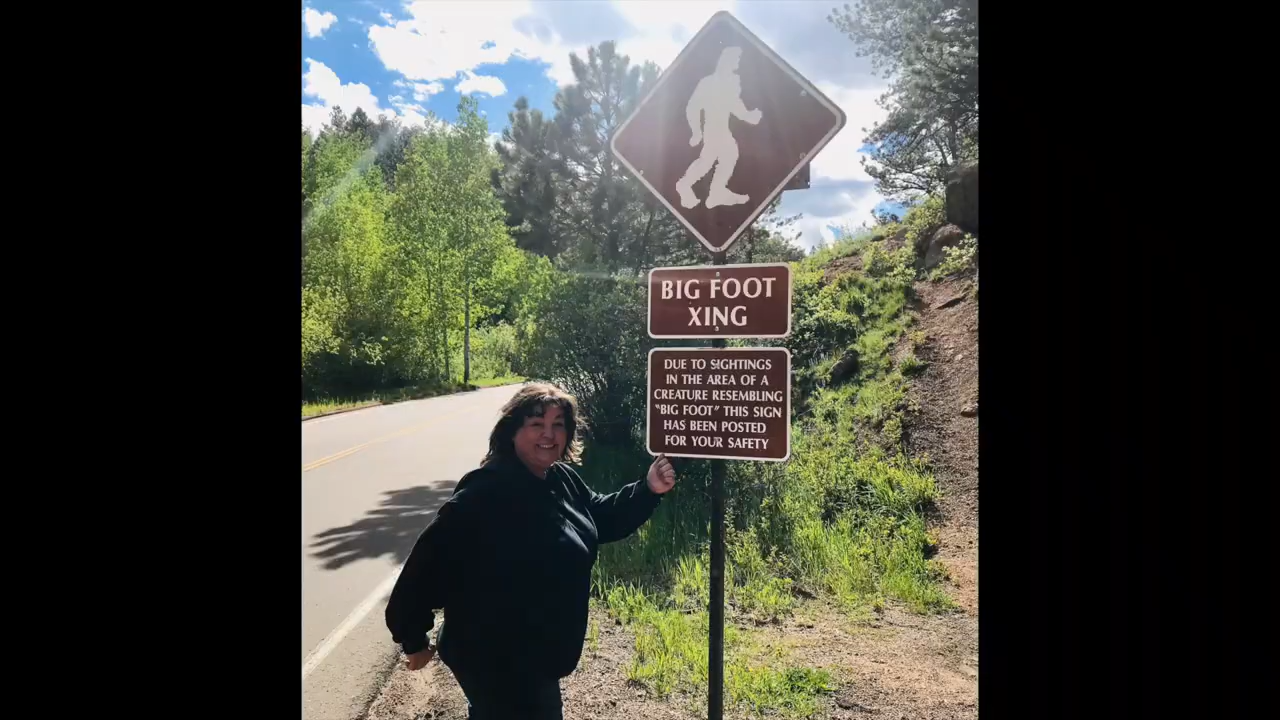 BIG FOOT
XING
DUE TO SIGHTINGS
IN THE AREA OF A
CREATURE RESEMBLING
"BIG FOOT" THIS SIGN
HAS BEEN POSTED
FOR YOUR SAFETY